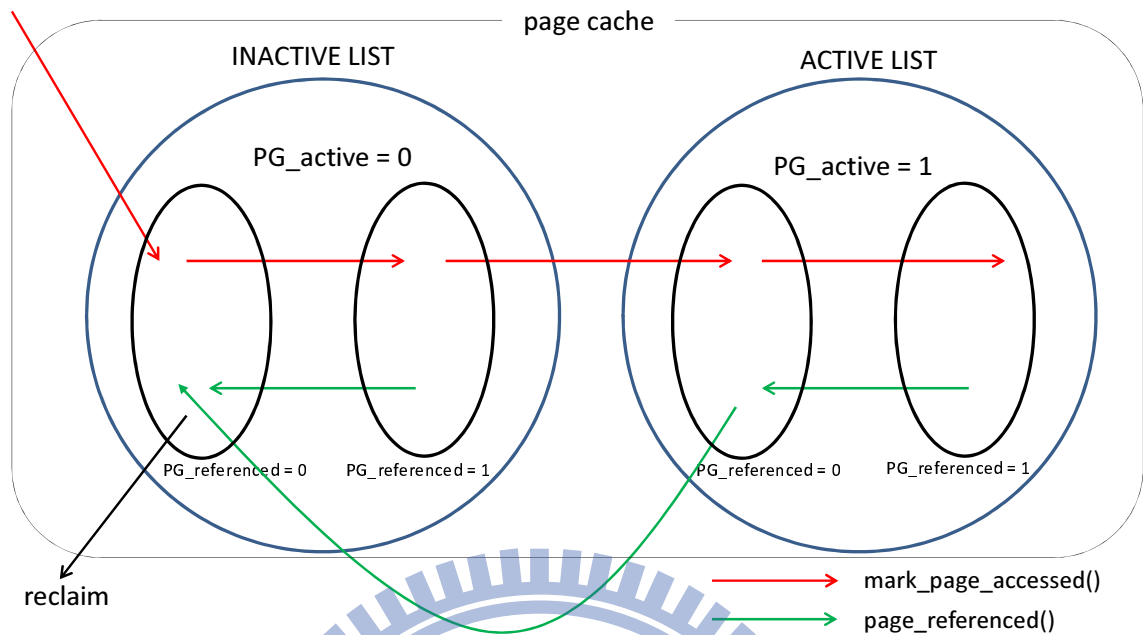 page cache
INACTIVE LIST
ACTIVE LIST
PG_active = 0
PG_active = 1
PG_referenced = 0
PG_referenced = 1
PG_referenced = 0
PG_referenced = 1
reclaim
mark_page_accessed()
page_referenced()